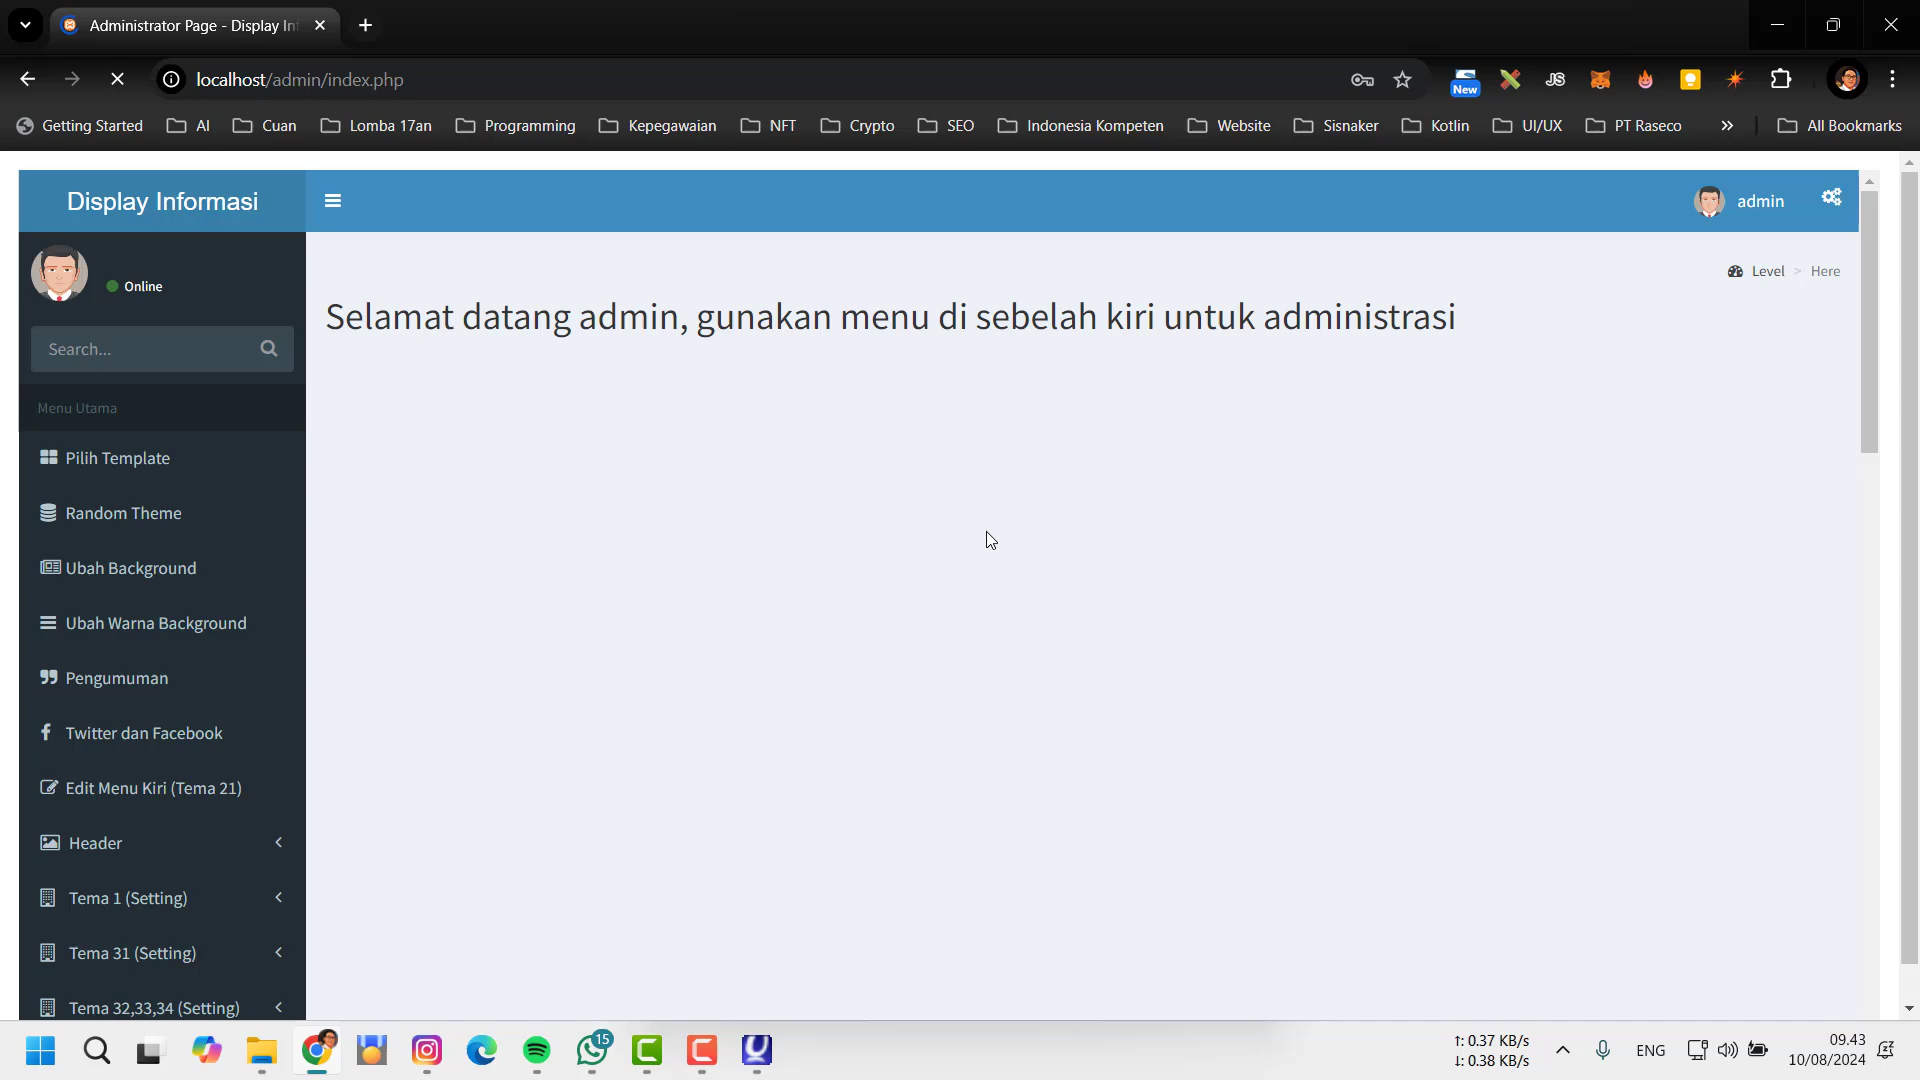 Administrator Page - Display In
localhost/admin/index.php
New
JS
Getting Started
AI
Cuan
Lomba 17an
Programming
Kepegawaian
NFT
Crypto
SEO
Indonesia Kompeten
Website
Sisnaker
Kotlin
UI/UX
PT Raseco
All Bookmarks
Display Informasi
admin
Online
Level > Here
Selamat datang admin, gunakan menu di sebelah kiri untuk administrasi
Search...
Menu Utama
Pilih Template
Random Theme
Ubah Background
Ubah Warna Background
Pengumuman
Twitter dan Facebook
Edit Menu Kiri (Tema 21)
Header
Tema 1 (Setting)
Tema 31 (Setting)
Tema 32,33,34 (Setting)
15
↑: 0.37 KB/s
↓: 0.38 KB/s
ENG
09.43
10/08/2024